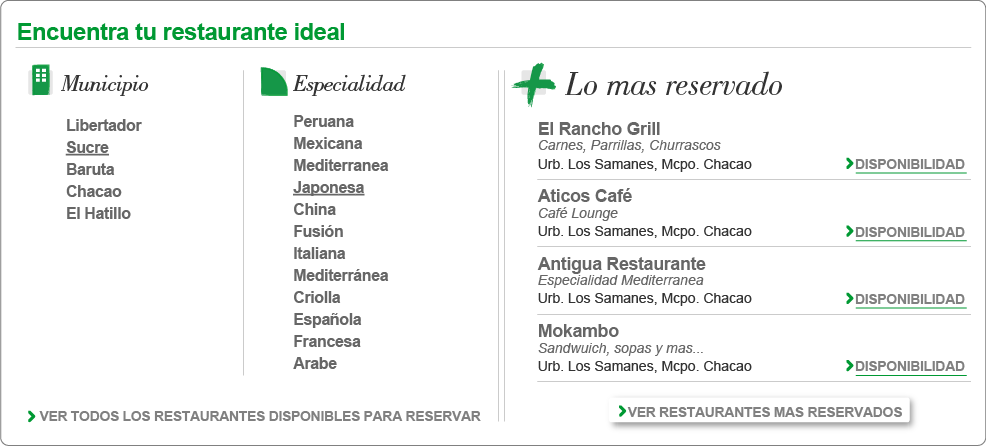 Encuentra tu restaurante ideal
Municipio
Libertador
Sucre
Baruta
Chacao
El Hatillo
Especialidad
Peruana
Mexicana
Mediterranea
Japonesa
China
Fusión
Italiana
Mediterránea
Criolla
Española
Francesa
Arabe
VER TODOS LOS RESTAURANTES DISPONIBLES PARA RESERVAR
Lo mas reservado
El Rancho Grill
Carnes, Parrillas, Churrascos
Urb. Los Samanes, Mcpo. Chacao DISPONIBILIDAD
Aticos Café
Café Lounge
Urb. Los Samanes, Mcpo. Chacao DISPONIBILIDAD
Antigua Restaurante
Especialidad Mediterranea
Urb. Los Samanes, Mcpo. Chacao DISPONIBILIDAD
Mokambo
Sandwuich, sopas y mas...
Urb. Los Samanes, Mcpo. Chacao DISPONIBILIDAD
VER RESTAURANTES MAS RESERVADOS